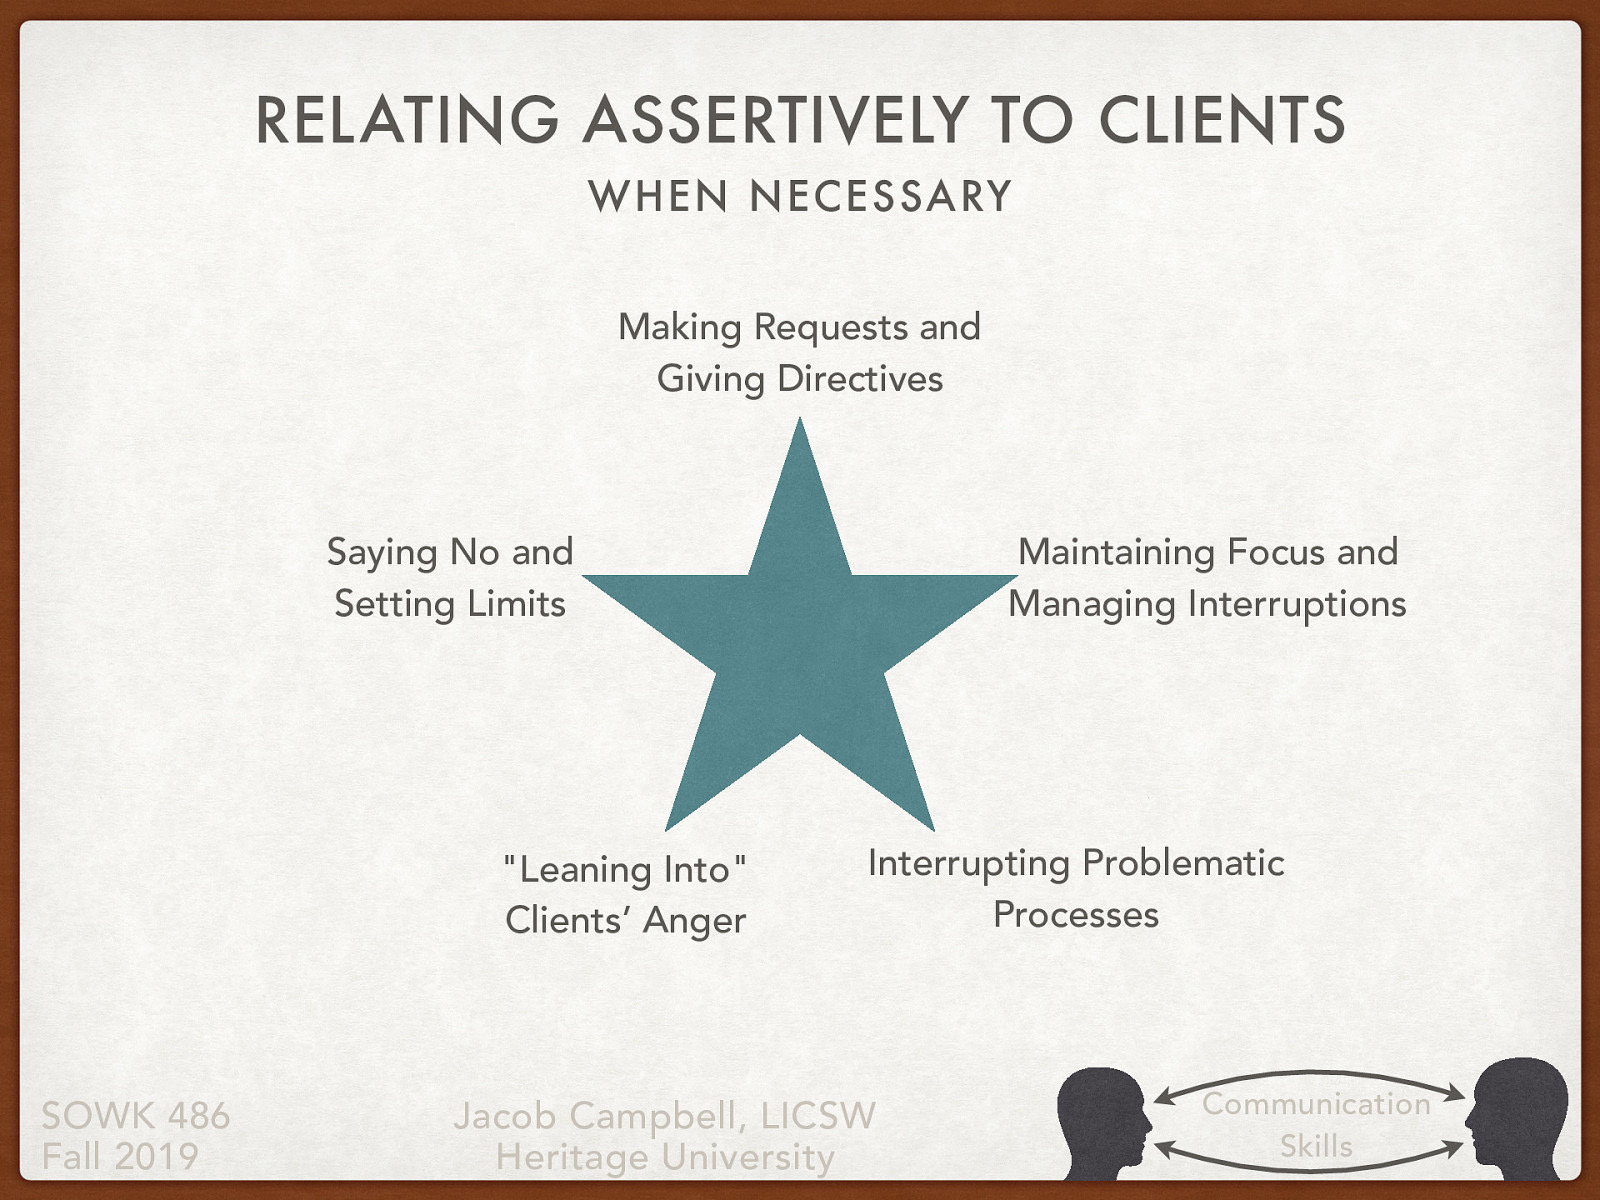 RELATING ASSERTIVELY TO CLIENTS
WHEN NECESSARY
Making Requests and
Giving Directives
Saying No and
Setting Limits
Maintaining Focus and
Managing Interruptions
"Leaning Into"
Clients’ Anger
Interrupting Problematic
Processes
SOWK 486
Fall 2019
Jacob Campbell, LICSW
Heritage University
Communication
Skills